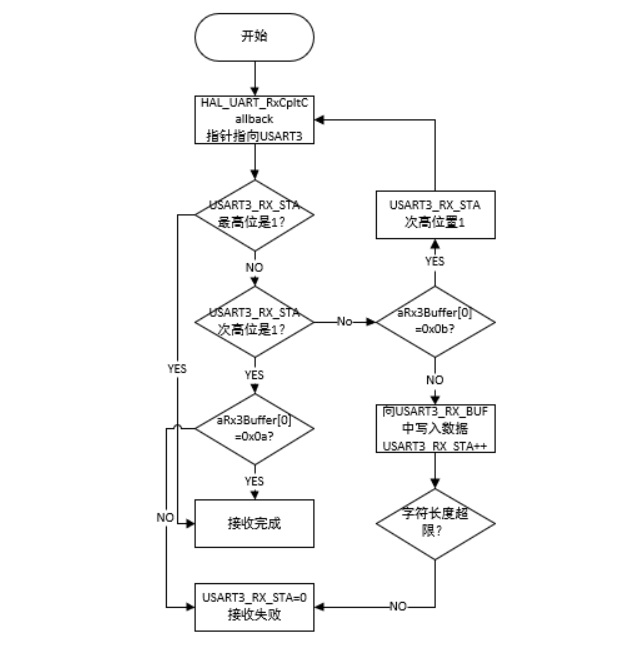 开始
HAL_UART_RxCpltC
allback
指针指向USART3
USART3_RX_STA
最高位是1？
NO
USART3_RX_STA
次高位是1？
YES
aRx3Buffer[0]
=0x0a?
YES
接收完成
USART3_RX_STA=0
接收失败
YES
NO
No
USART3_RX_STA
次高位置1
YES
aRx3Buffer[0]
=0x0b?
NO
向USART3_RX_BUF
中写入数据
USART3_RX_STA++
字符长度超
限?
NO